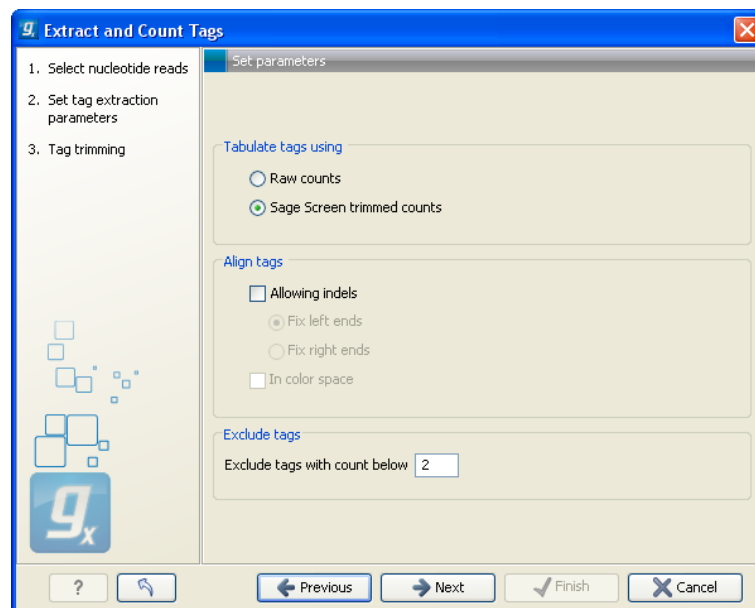 Extract and Count Tags
1. Select nucleotide reads
2. Set tag extraction
parameters
3. Tag trimming
Set parameters
Tabulate tags using
Raw counts
Sage Screen trimmed counts
Align tags
Allowing indels
Fix left ends
Fix right ends
In color space
Exclude tags
Exclude tags with count below 2
gx
? Previous Next Finish Cancel